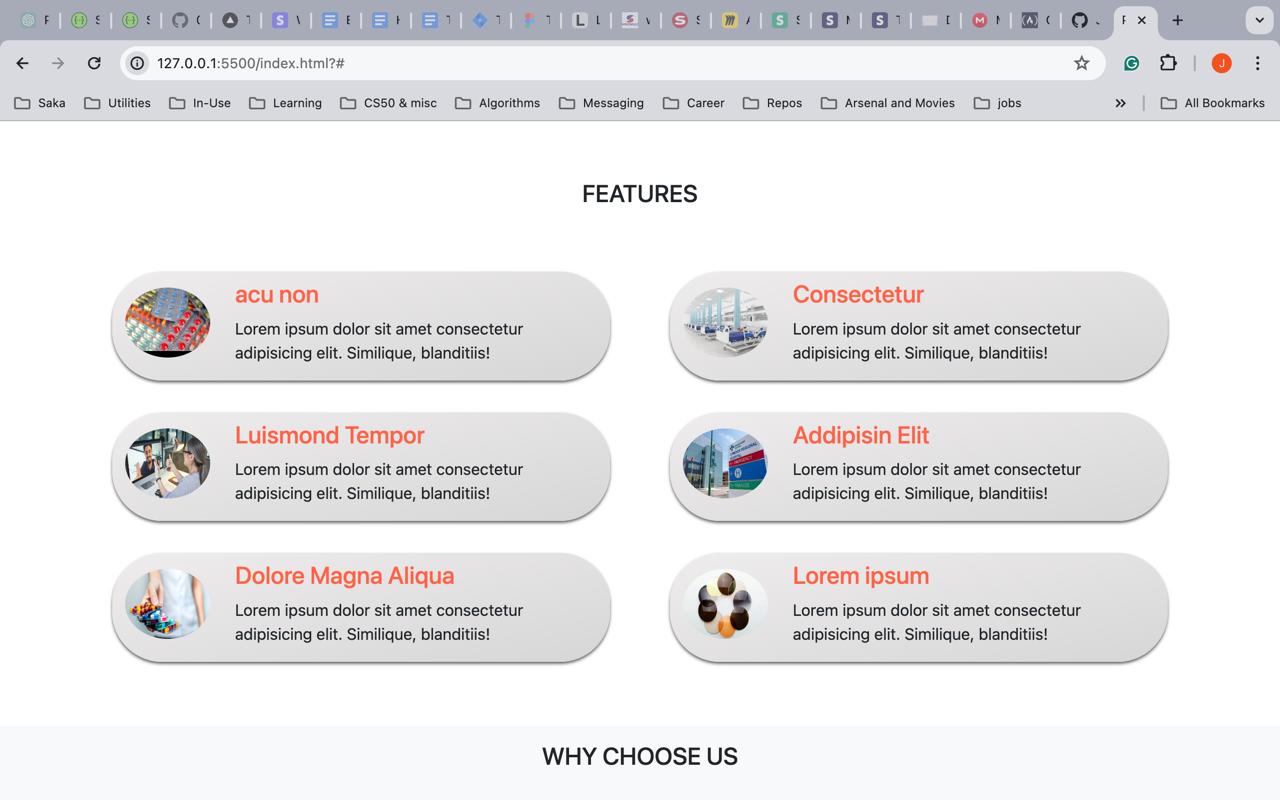 127.0.0.1:5500/index.html?#
J
Saka
Utilities
In-Use
Learning
CS50 & misc
Algorithms
Messaging
Career
Repos
Arsenal and Movies
jobs
All Bookmarks
FEATURES
acu non
Lorem ipsum dolor sit amet consectetur
adipisicing elit. Similique, blanditiis!
Consectetur
Lorem ipsum dolor sit amet consectetur
adipisicing elit. Similique, blanditiis!
Luismond Tempor
Lorem ipsum dolor sit amet consectetur
adipisicing elit. Similique, blanditiis!
Addipisin Elit
Lorem ipsum dolor sit amet consectetur
adipisicing elit. Similique, blanditiis!
Dolore Magna Aliqua
Lorem ipsum dolor sit amet consectetur
adipisicing elit. Similique, blanditiis!
Lorem ipsum
Lorem ipsum dolor sit amet consectetur
adipisicing elit. Similique, blanditiis!
WHY CHOOSE US